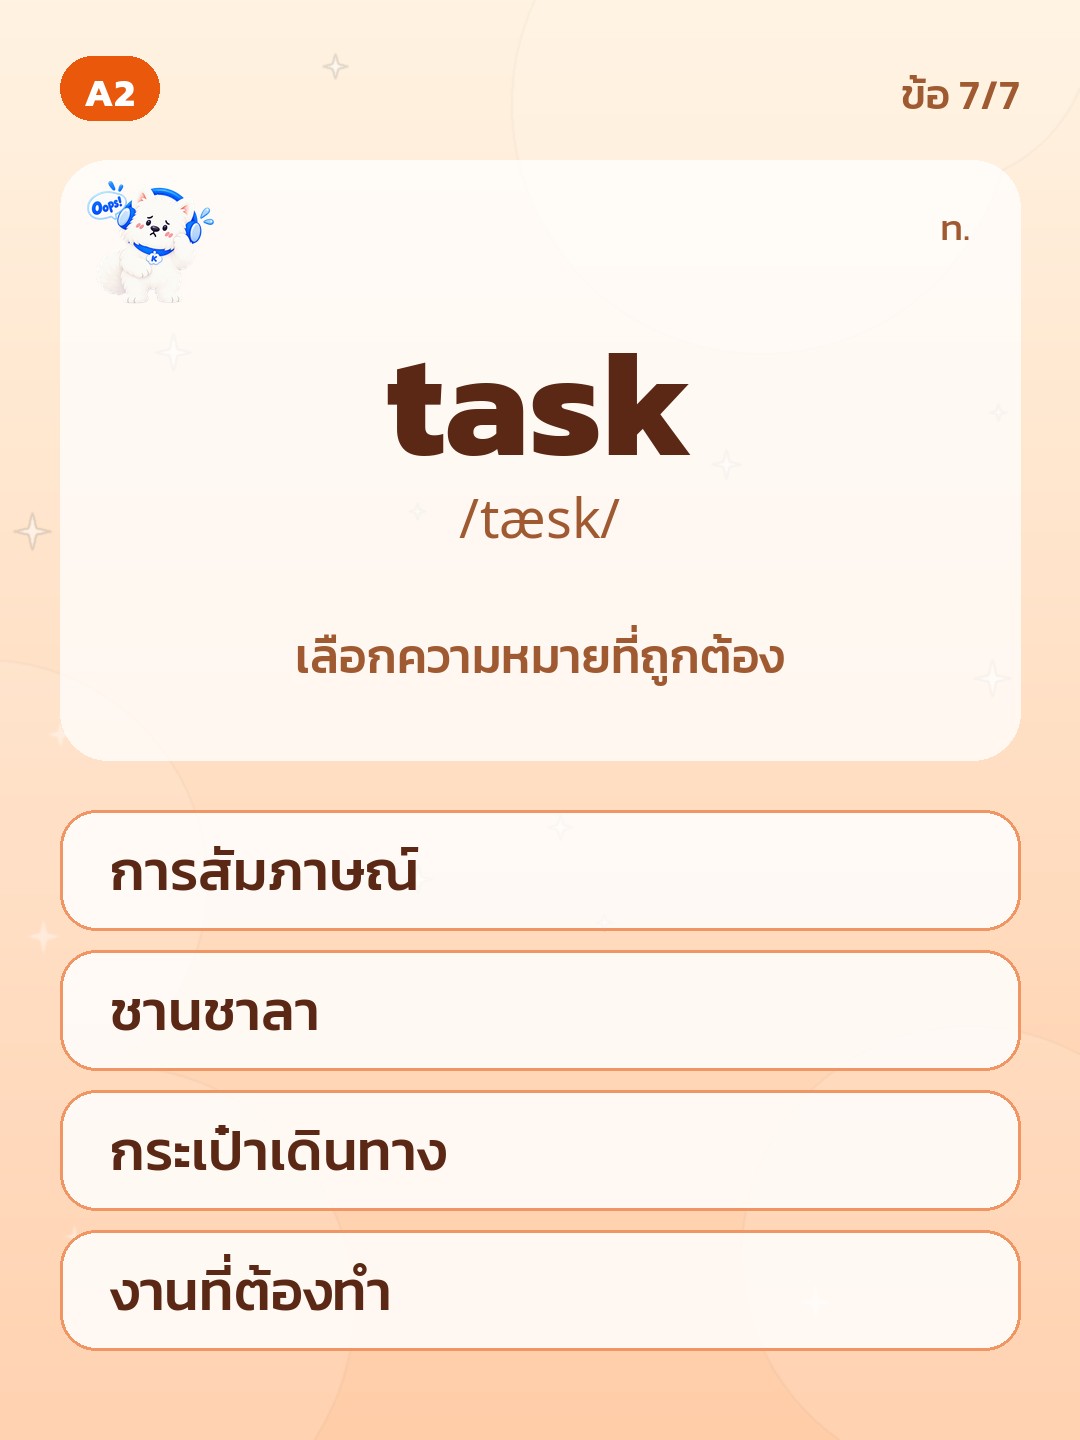 A2
ข้อ 7/7
Oops!
n.
K
task
/tæsk/
เลือกความหมายที่ถูกต้อง
การสัมภาษณ์
ชานชาลา
กระเป๋าเดินทาง
งานที่ต้องทำ